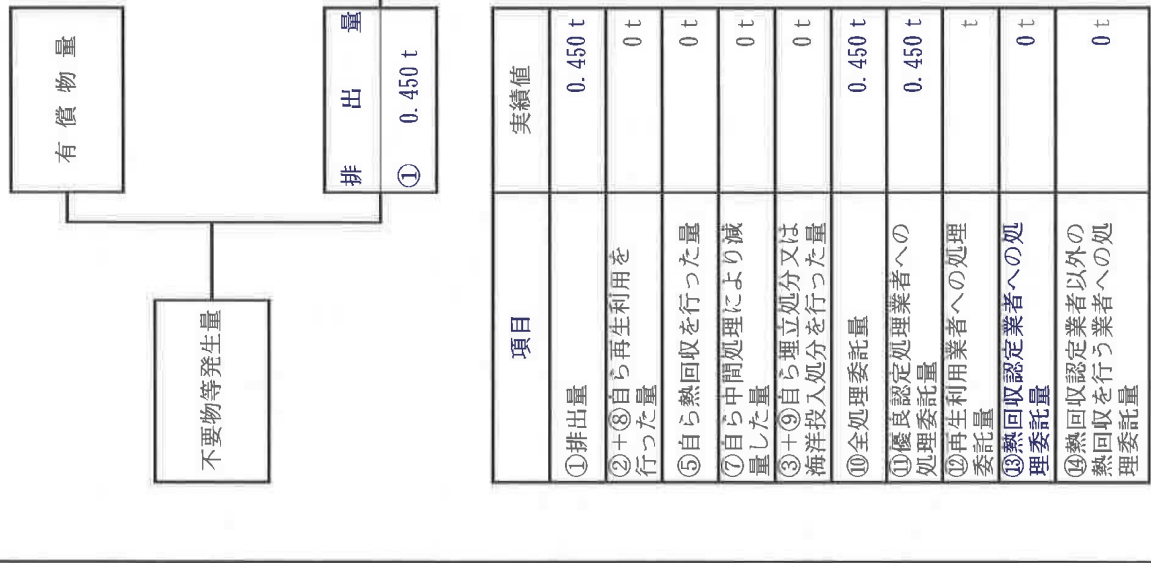 有償物量
不要物等発生量
排出量
① 0.450 t
項目 実績値
①排出量 0.450 t
②+⑧自ら再生利用を
行った量 0 t
⑤自ら熱回収を行った量 0 t
⑦自ら中間処理により減
量した量 0 t
③+⑨自ら埋立処分又は
海洋投入処分を行った量 0 t
⑩全処理委託量 0.450 t
⑪優良認定処理業者への
処理委託量 0.450 t
⑫再生利用業者への処理
委託量 t
⑬熱回収認定業者への処
理委託量 0 t
⑭熱回収認定業者以外の
熱回収を行う業者への処
理委託量 0 t